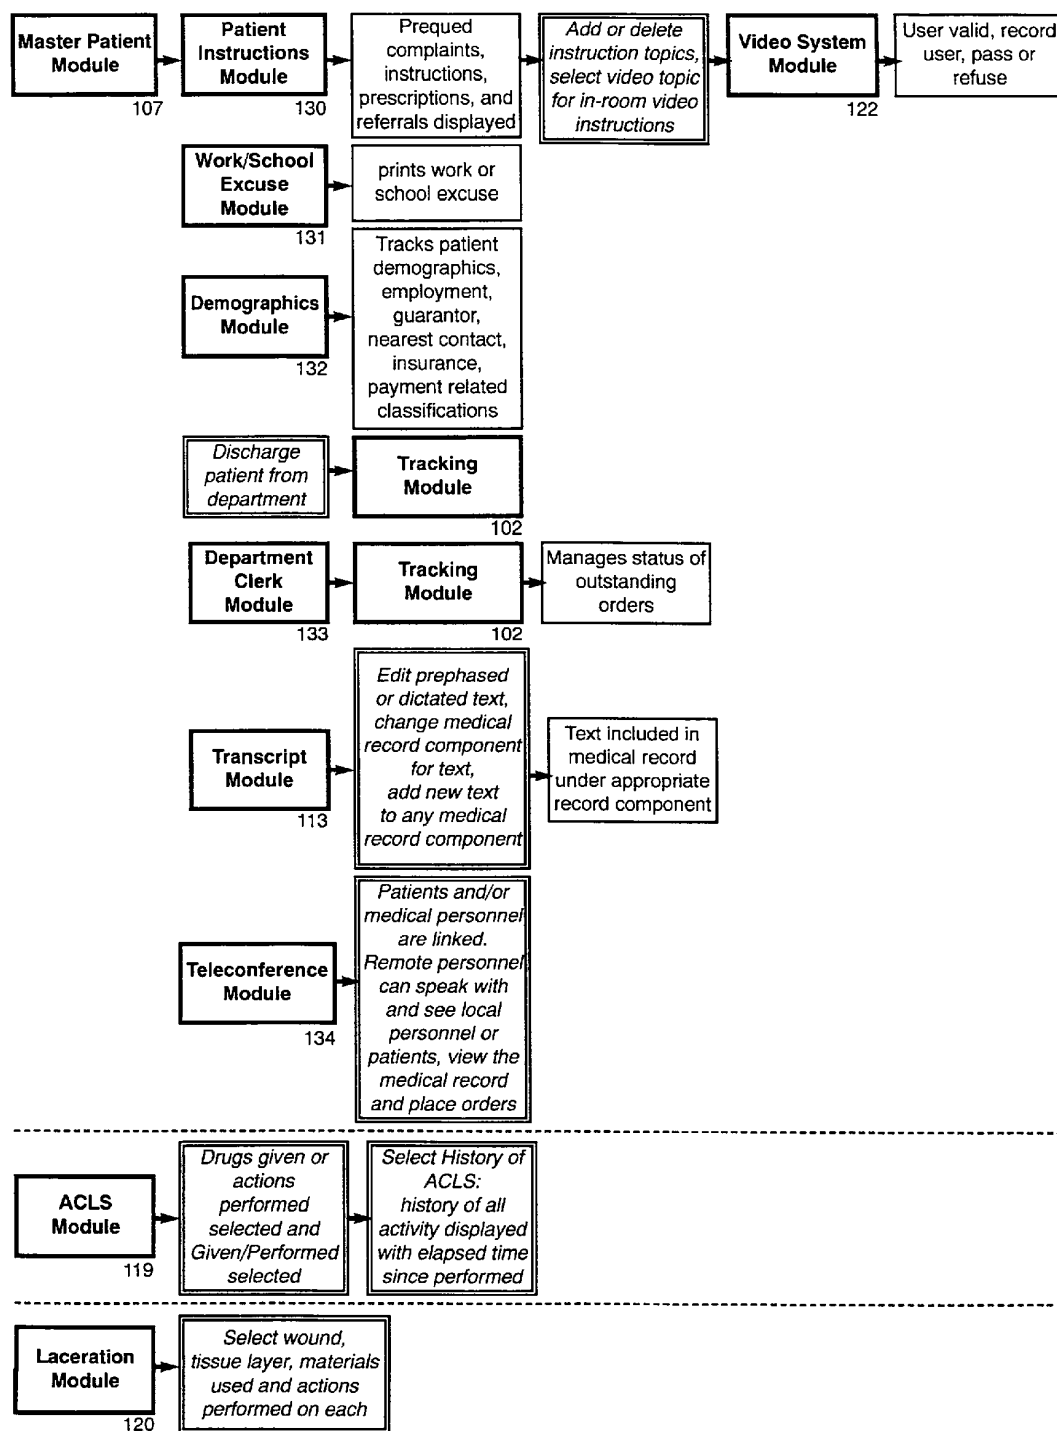 Master Patient
Module
107
Patient
Instructions
Module
130
Prequed
complaints,
instructions,
prescriptions, and
referrals displayed
Add or delete
instruction topics,
select video topic
for in-room video
instructions
Video System
Module
122
User valid, record
user, pass or
refuse
Work/School
Excuse
Module
131
prints work or
school excuse
Demographics
Module
132
Tracks patient
demographics,
employment,
guarantor,
nearest contact,
insurance,
payment related
classifications
Discharge
patient from
department
Tracking
Module
102
Department
Clerk
Module
133
Tracking
Module
102
Manages status of
outstanding
orders
Transcript
Module
113
Edit prephased
or dictated text,
change medical
record component
for text,
add new text
to any medical
record component
Text included in
medical record
under appropriate
record component
Teleconference
Module
134
Patients and/or
medical personnel
are linked.
Remote personnel
can speak with
and see local
personnel or
patients, view the
medical record
and place orders
ACLS
Module
119
Drugs given or
actions
performed
selected and
Given/Performed
selected
Select History of
ACLS:
history of all
activity displayed
with elapsed time
since performed
Laceration
Module
120
Select wound,
tissue layer, materials
used and actions
performed on each